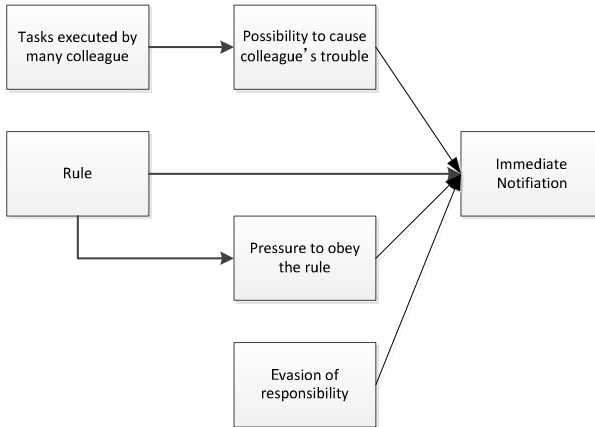 Tasks executed by
many colleague
Possibility to cause
colleague's trouble
Rule
Immediate
Notifiation
Pressure to obey
the rule
Evasion of
responsibility